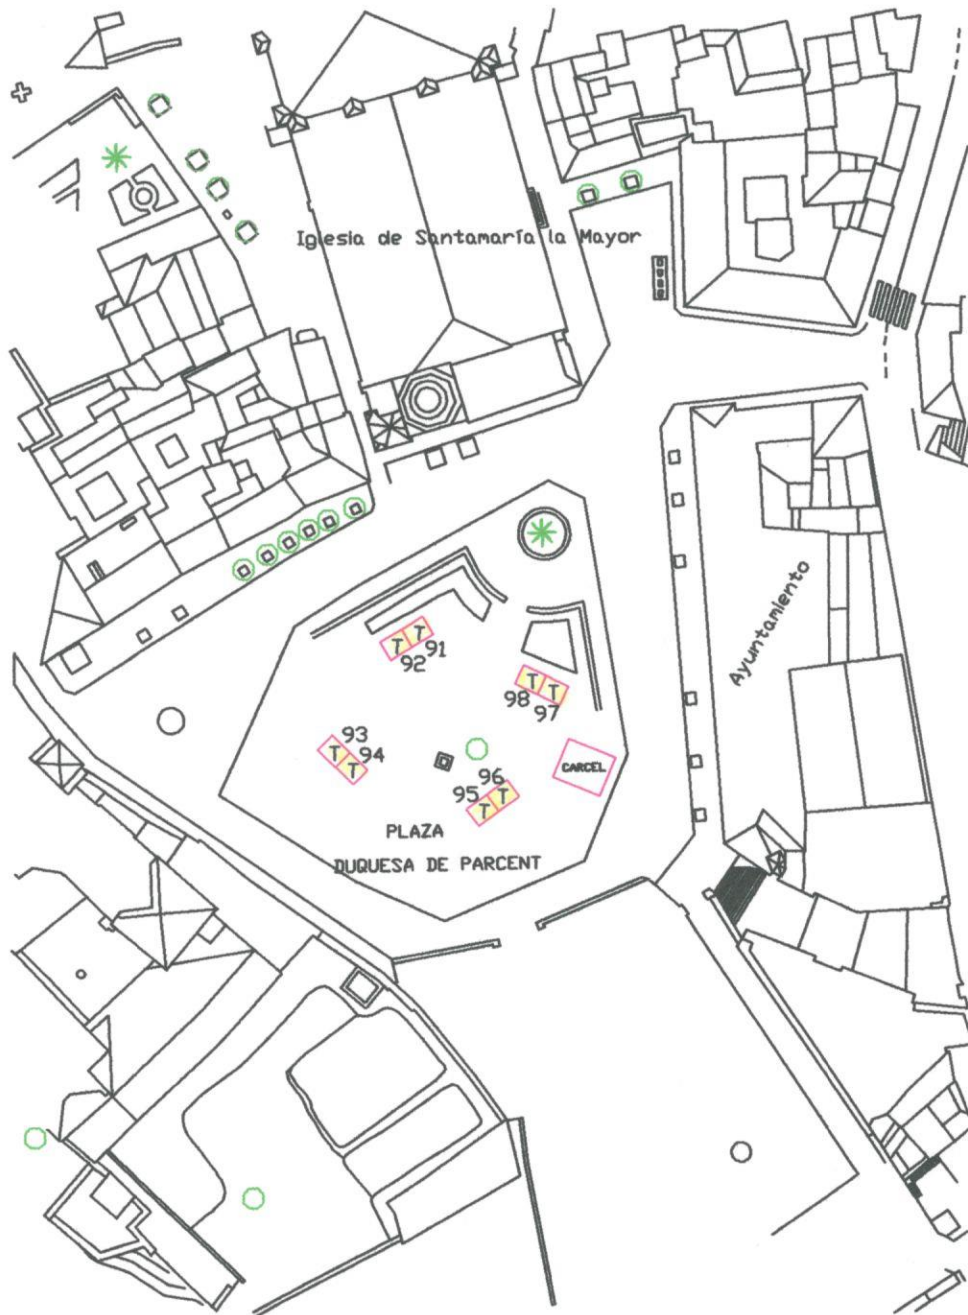 Iglesia de Santamaría la Mayor
Ayuntamiento
T T
91
92
T T
98
97
93
T
94
T
CARCEL
96
95
T
T
PLAZA
DUQUESA DE PARCENT